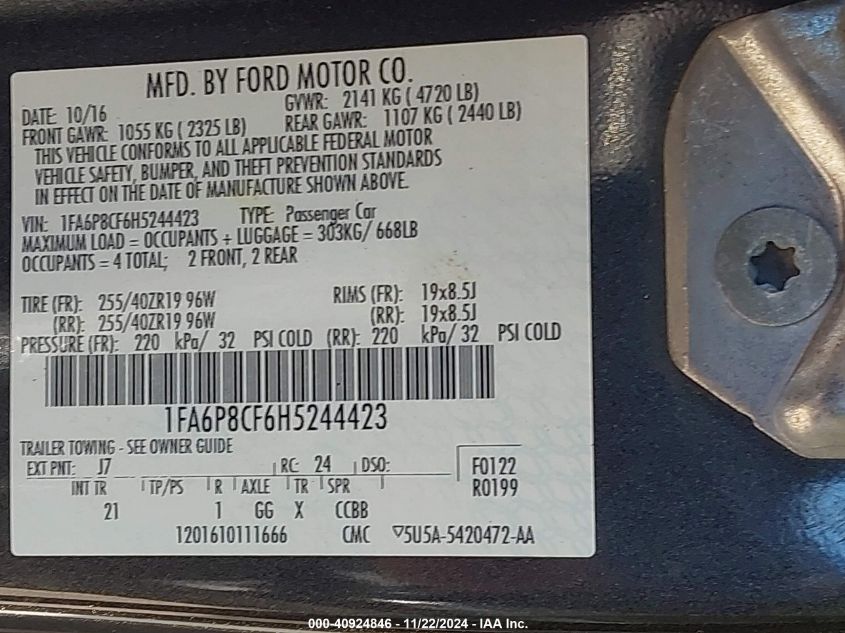 MFD. BY FORD MOTOR CO.
DATE: 10/16 GVWR: 2141 KG ( 4720 LB)
FRONT GAWR: 1055 KG ( 2325 LB) REAR GAWR: 1107 KG ( 2440 LB)
THIS VEHICLE CONFORMS TO ALL APPLICABLE FEDERAL MOTOR
VEHICLE SAFETY, BUMPER, AND THEFT PREVENTION STANDARDS
IN EFFECT ON THE DATE OF MANUFACTURE SHOWN ABOVE.
VIN: 1FA6P8CF6H5244423 TYPE: Passenger Car
MAXIMUM LOAD = OCCUPANTS + LUGGAGE = 303KG/ 668LB
OCCUPANTS = 4 TOTAL; 2 FRONT, 2 REAR
TIRE (FR): 255/40ZR19 96W RIMS (FR): 19x8.5J
(RR): 255/40ZR19 96W (RR): 19x8.5J
PRESSURE (FR): 220 kPa/ 32 PSI COLD (RR): 220 kPa/ 32 PSI COLD
1FA6P8CF6H5244423
TRAILER TOWING - SEE OWNER GUIDE
EXT PNT: J7 RC: 24 DSO: F0122
INT TR TP/PS R AXLE TR SPR R0199
21 1 GG X CCBB
1201610111666 CMC ▽5U5A-5420472-AA
000-40924846 - 11/22/2024 - IAA Inc.